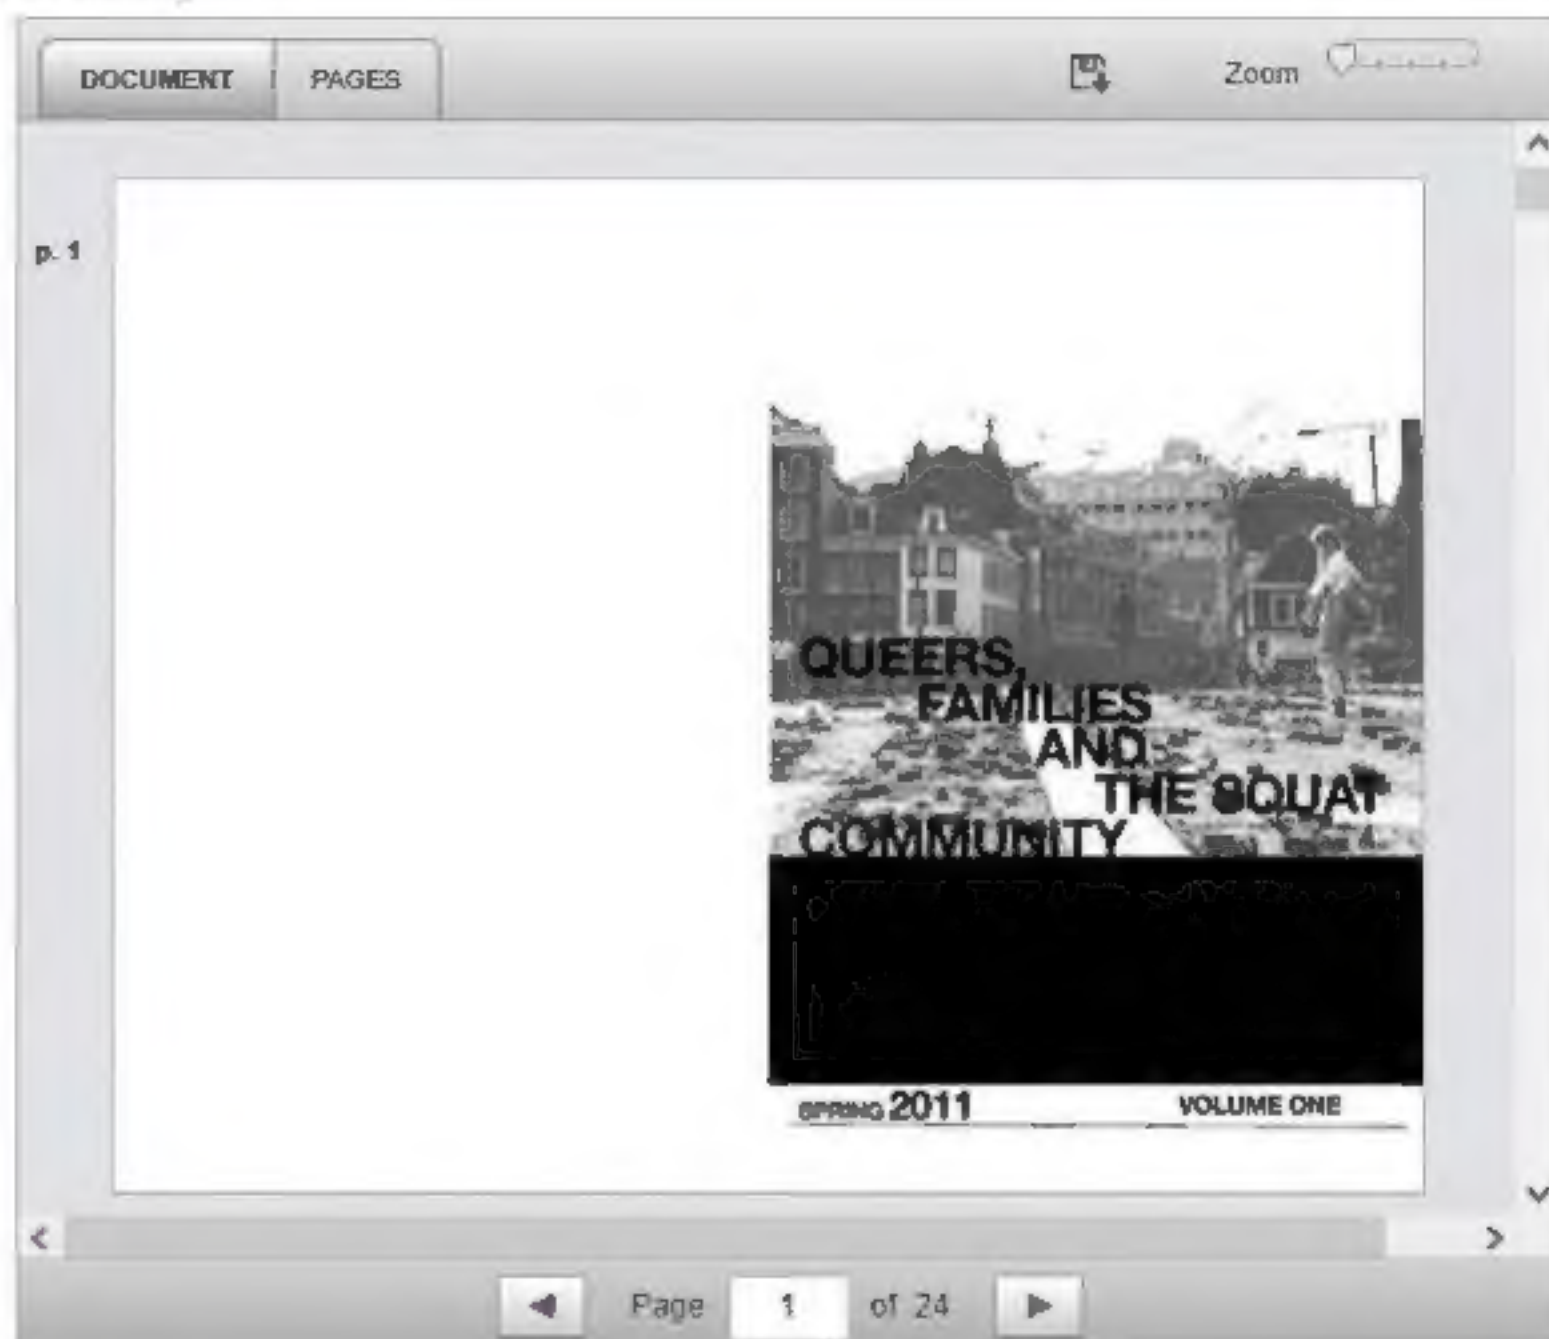 DOCUMENT PAGES Zoom
p. 1
QUEERS,
FAMILIES
AND
THE SQUAT
COMMUNITY
SPRING 2011 VOLUME ONE
Page 1 of 24